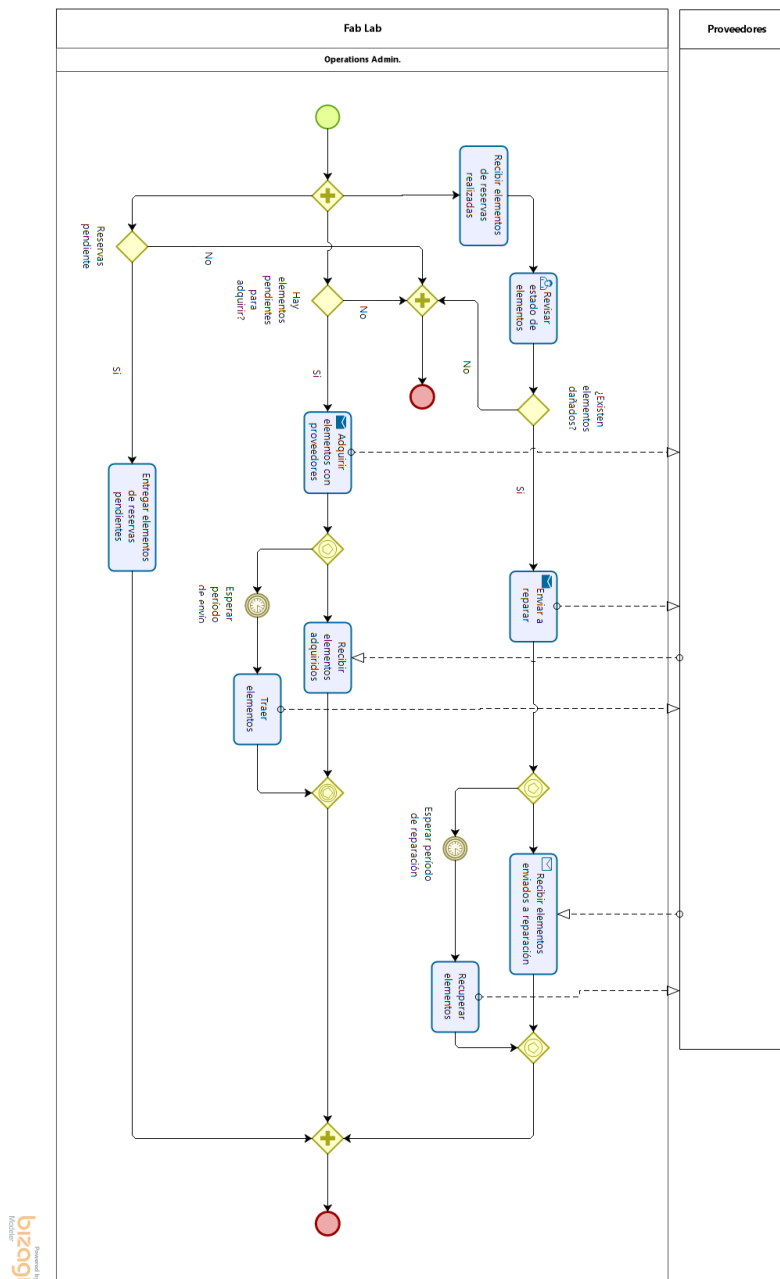 Fab Lab
Proveedores
Operations Admin.
Recibir elementos
de reservas
realizadas
Reservas
pendiente
No
Hay
elementos
pendientes
para
adquirir?
No
Revisar
estado de
elementos
¿Existen
elementos
dañados?
No
Si
Si
Si
Adquirir
elementos con
proveedores
Entregar elementos
de reservas
pendientes
Esperar
período
de envío
Recibir
elementos
adquiridos
Enviar a
reparar
Traer
elementos
Esperar período
de reparación
Recibir elementos
enviados a reparación
Recuperar
elementos
Powered by
bizagi
Modeler